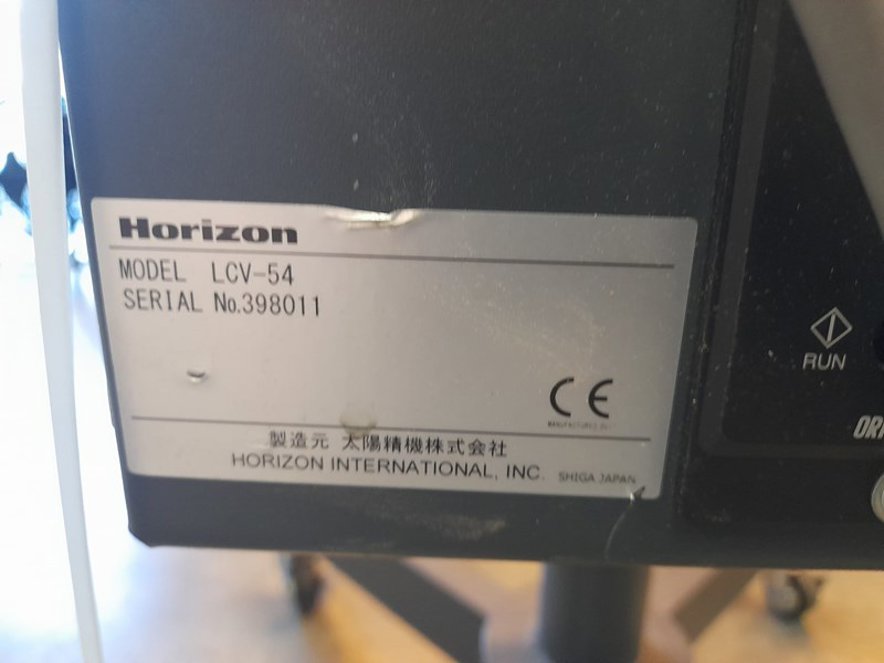 Horizon
MODEL LCV-54
SERIAL No.398011
CE
製造元 太陽精機株式会社
HORIZON INTERNATIONAL, INC. SHIGA JAPAN
RUN